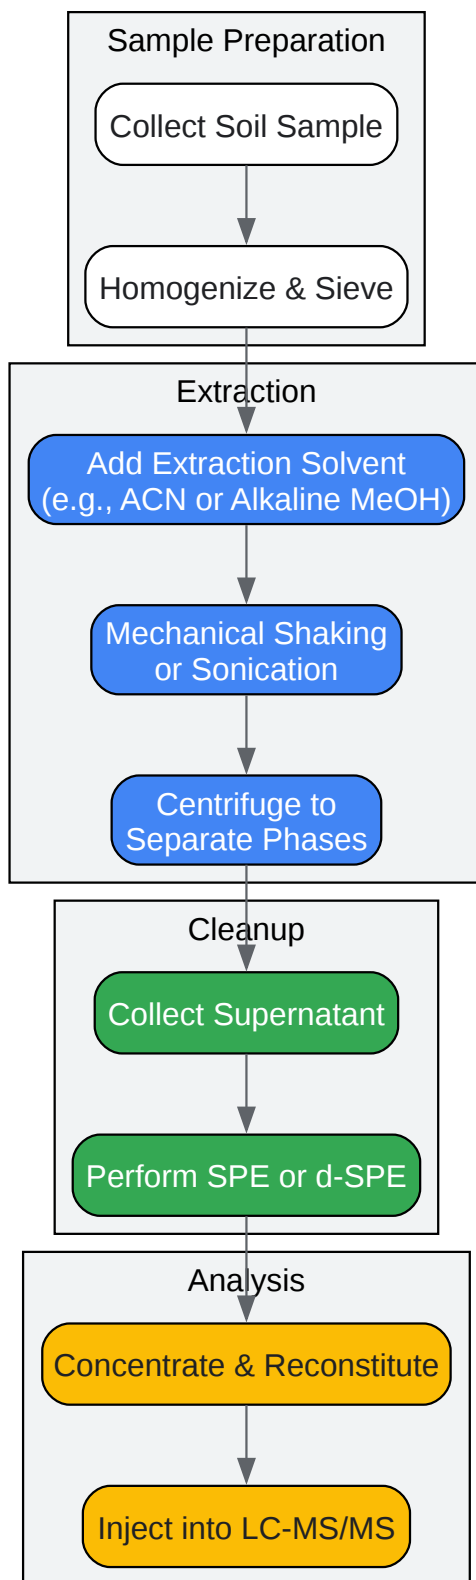 Sample Preparation
Collect Soil Sample
Homogenize & Sieve
Extraction
Add Extraction Solvent
(e.g., ACN or Alkaline MeOH)
Mechanical Shaking
or Sonication
Centrifuge to
Separate Phases
Cleanup
Collect Supernatant
Perform SPE or d-SPE
Analysis
Concentrate & Reconstitute
Inject into LC-MS/MS